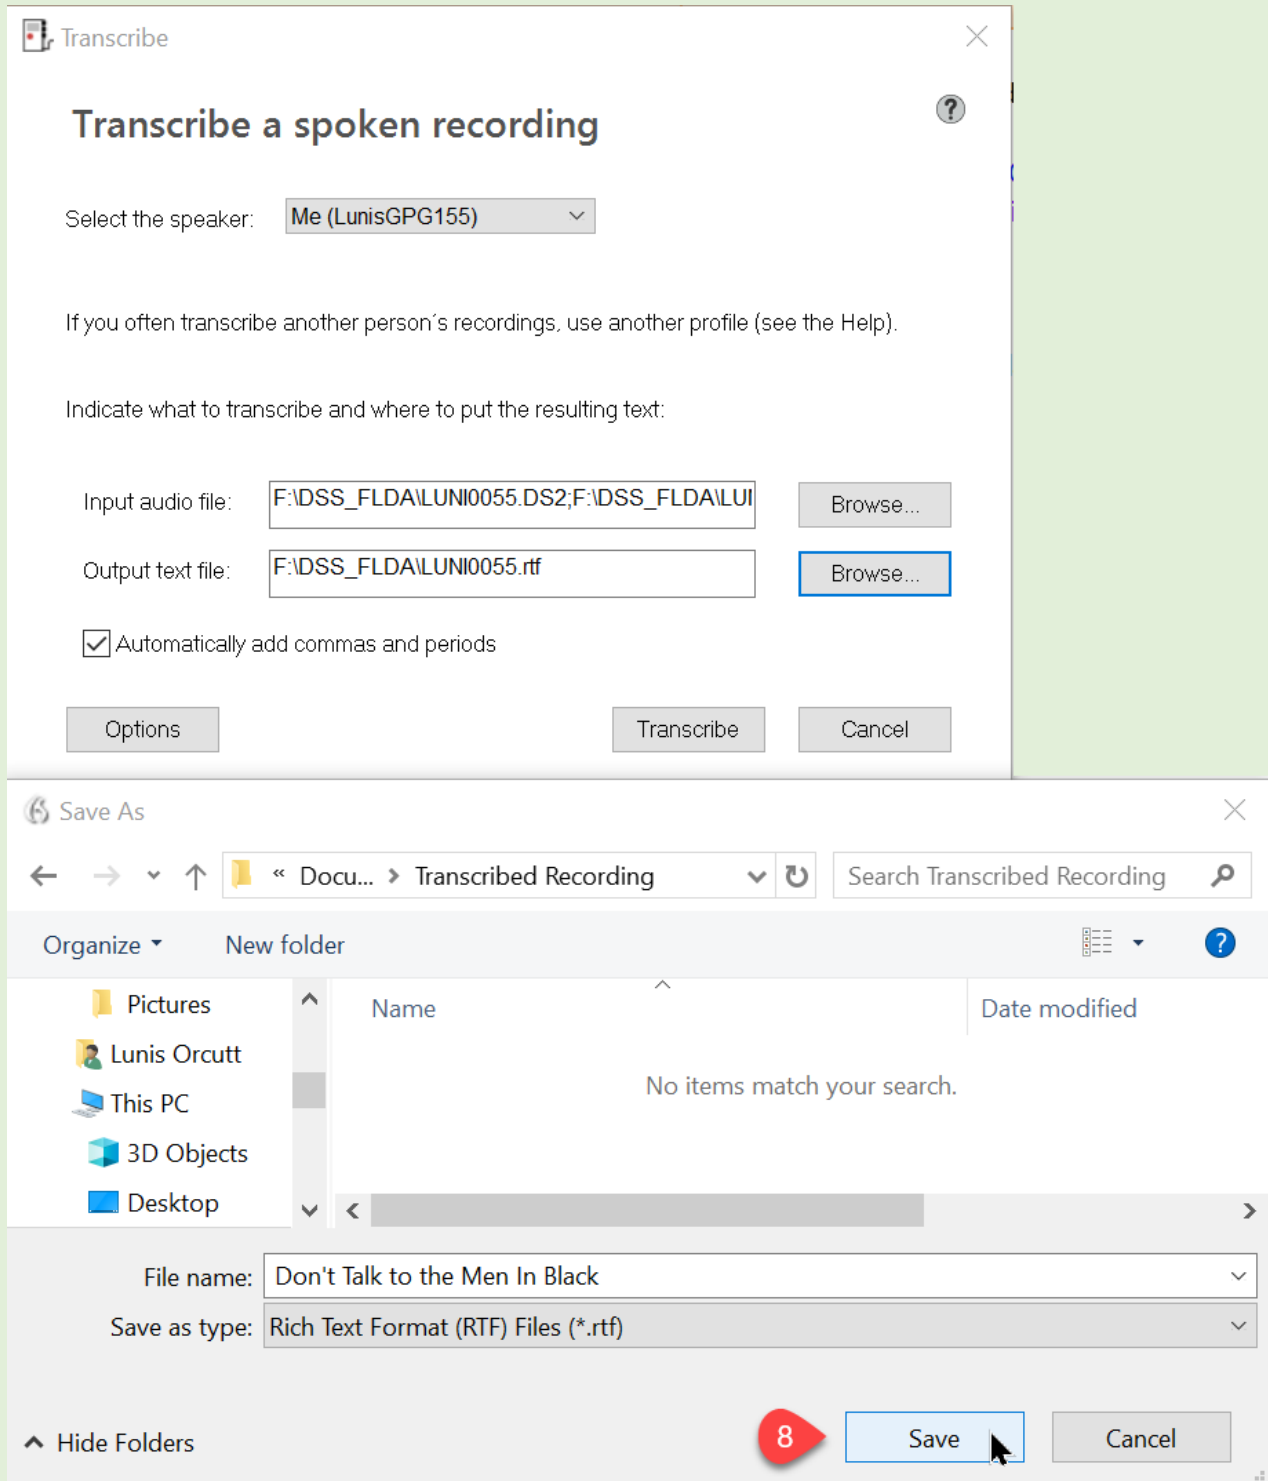 Transcribe
Transcribe a spoken recording
?
Select the speaker: Me (LunisGPG155)
If you often transcribe another person's recordings, use another profile (see the Help).
Indicate what to transcribe and where to put the resulting text:
Input audio file: F:\DSS_FLDA\LUNI0055.DS2;F:\DSS_FLDA\LUI Browse...
Output text file: F:\DSS_FLDA\LUNI0055.rtf Browse...
Automatically add commas and periods
Options Transcribe Cancel
Save As
« Docu... > Transcribed Recording Search Transcribed Recording
Organize New folder ?
Name Date modified
Pictures
Lunis Orcutt
This PC
3D Objects
Desktop
No items match your search.
File name: Don't Talk to the Men In Black
Save as type: Rich Text Format (RTF) Files (*.rtf)
Hide Folders 8 Save Cancel